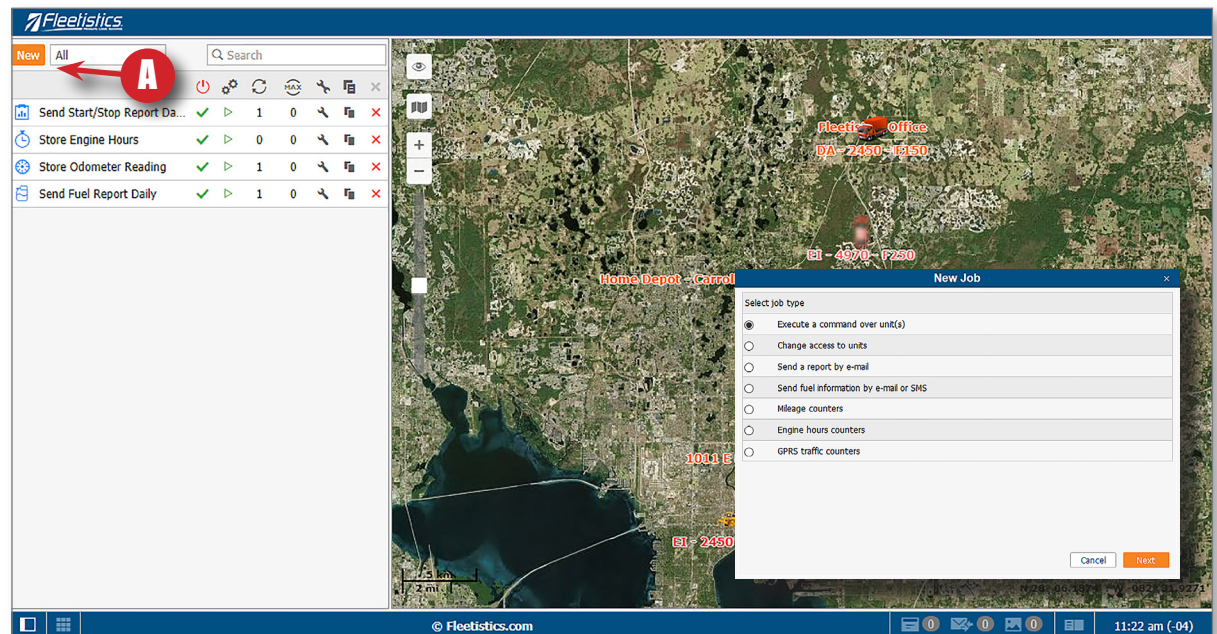 Fleetistics
New
All
Search
A
MAX
Send Start/Stop Report Da... 1 0
Store Engine Hours 0 0
Store Odometer Reading 1 0
Send Fuel Report Daily 1 0
+
−
Fleetis Office
DA - 2450 - F150
EI - 4970 - F250
Home Depot - Carrol
1011 E
EI - 2450
5 km
2 mi
New Job
×
Select job type
Execute a command over unit(s)
Change access to units
Send a report by e-mail
Send fuel information by e-mail or SMS
Mileage counters
Engine hours counters
GPRS traffic counters
Cancel
Next
© Fleetistics.com
0 0 0
11:22 am (-04)